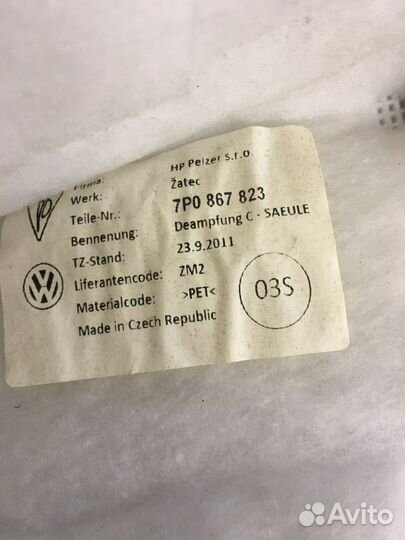 Firma: HP Pelzer s.r.o
Werk: Žatec
Teile-Nr.: 7P0 867 823
Bennenung: Deampfung C - SAEULE
TZ-Stand: 23.9.2011
Liferantencode: ZM2
Materialcode: >PET<
Made in Czech Republic
03S
Avito